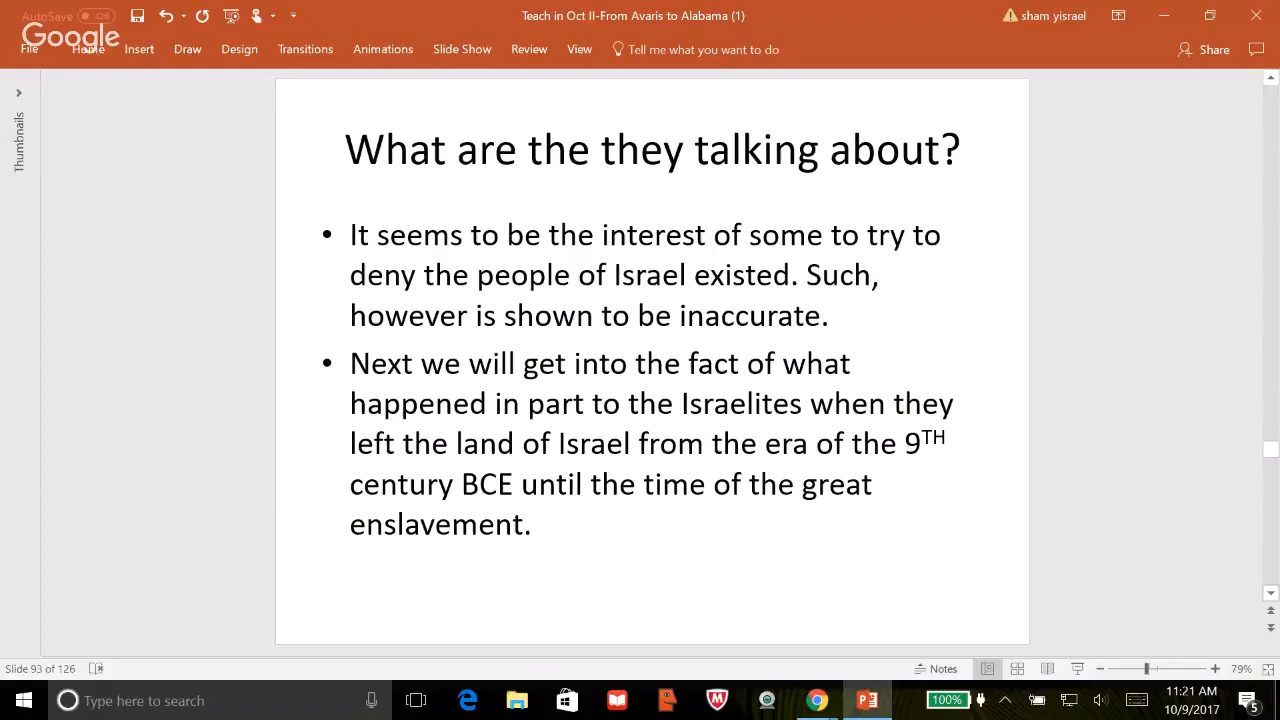 AutoSave Off
Teach in Oct II-From Avaris to Alabama (1)
sham yisrael
Google
File Home Insert Draw Design Transitions Animations Slide Show Review View Tell me what you want to do
Share
Thumbnails
What are the they talking about?
• It seems to be the interest of some to try to
deny the people of Israel existed. Such,
however is shown to be inaccurate.
• Next we will get into the fact of what
happened in part to the Israelites when they
left the land of Israel from the era of the 9TH
century BCE until the time of the great
enslavement.
Slide 93 of 126
Notes
79%
Type here to search
100%
11:21 AM
10/9/2017
5